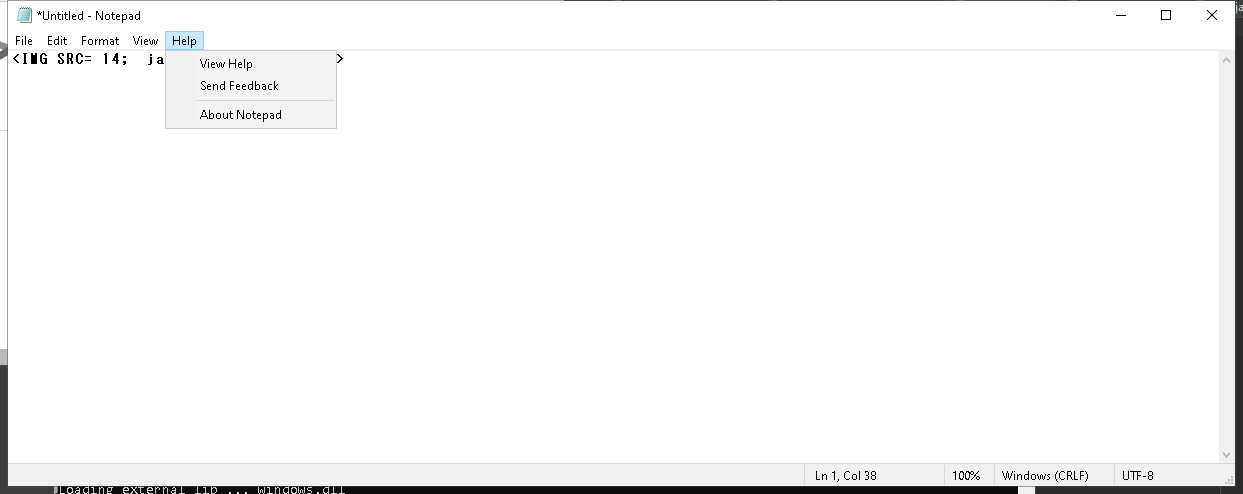 *Untitled - Notepad
File Edit Format View Help
<IMG SRC= 14;  ja >
View Help
Send Feedback
About Notepad
Ln 1, Col 38 100% Windows (CRLF) UTF-8
Loading external lib ... windows.dll